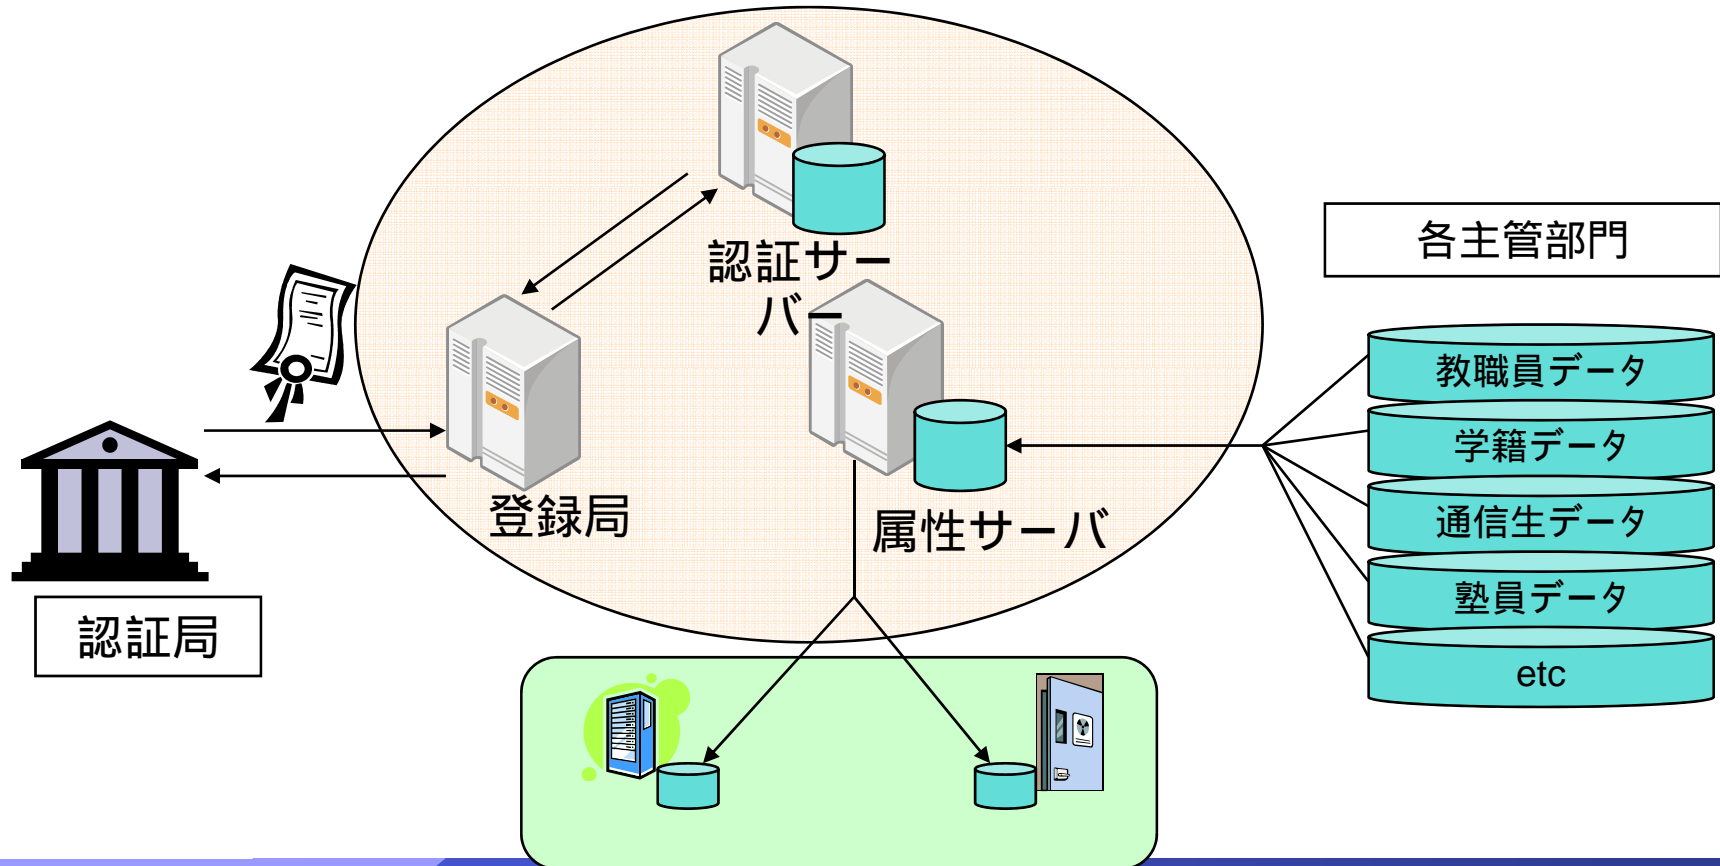 認証サー
バー
各主管部門
教職員データ
学籍データ
通信生データ
塾員データ
etc
登録局
属性サーバ
認証局